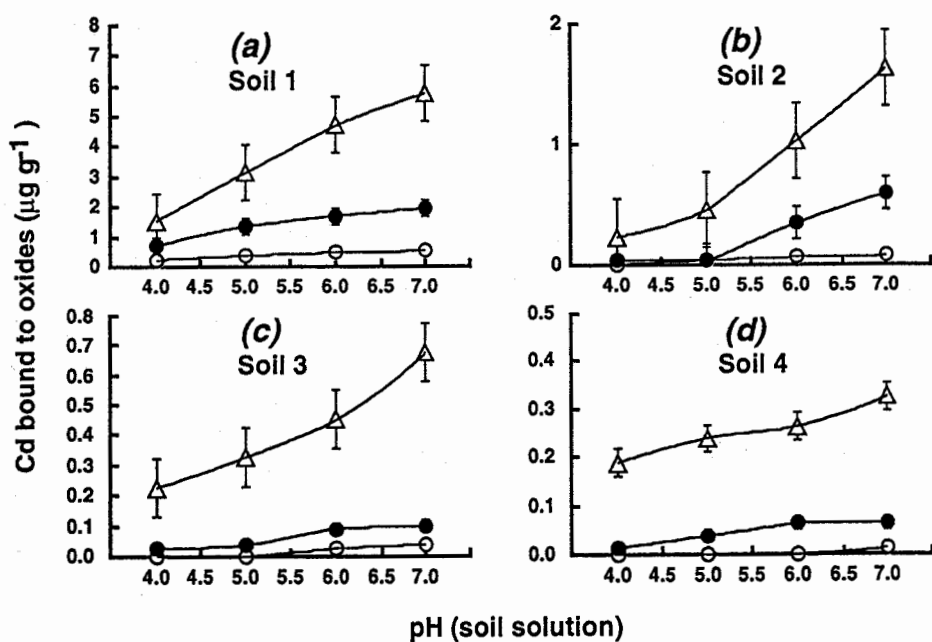 (a)
Soil 1
8
7
6
5
4
3
2
1
0
4.0 4.5 5.0 5.5 6.0 6.5 7.0
(b)
Soil 2
2
1
0
4.0 4.5 5.0 5.5 6.0 6.5 7.0
(c)
Soil 3
0.8
0.7
0.6
0.5
0.4
0.3
0.2
0.1
0.0
4.0 4.5 5.0 5.5 6.0 6.5 7.0
(d)
Soil 4
0.5
0.4
0.3
0.2
0.1
0.0
4.0 4.5 5.0 5.5 6.0 6.5 7.0
Cd bound to oxides (µg g⁻¹)
pH (soil solution)